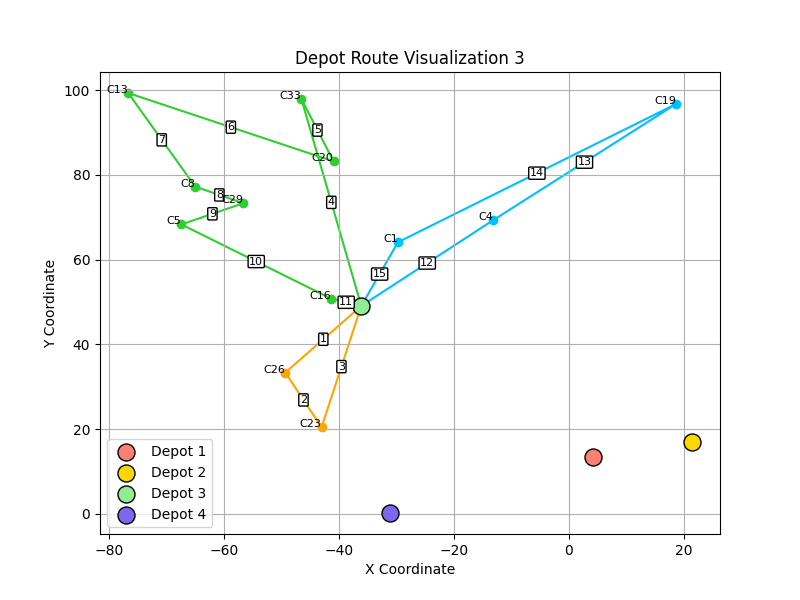 Depot Route Visualization 3
Y Coordinate
100
80
60
40
20
0
C13
C33
C19
C20
C8
C29
C5
C4
C1
C16
C26
C23
6
5
7
14
13
8
4
9
10
12
15
11
1
3
2
Depot 1
Depot 2
Depot 3
Depot 4
−80
−60
−40
−20
0
20
X Coordinate